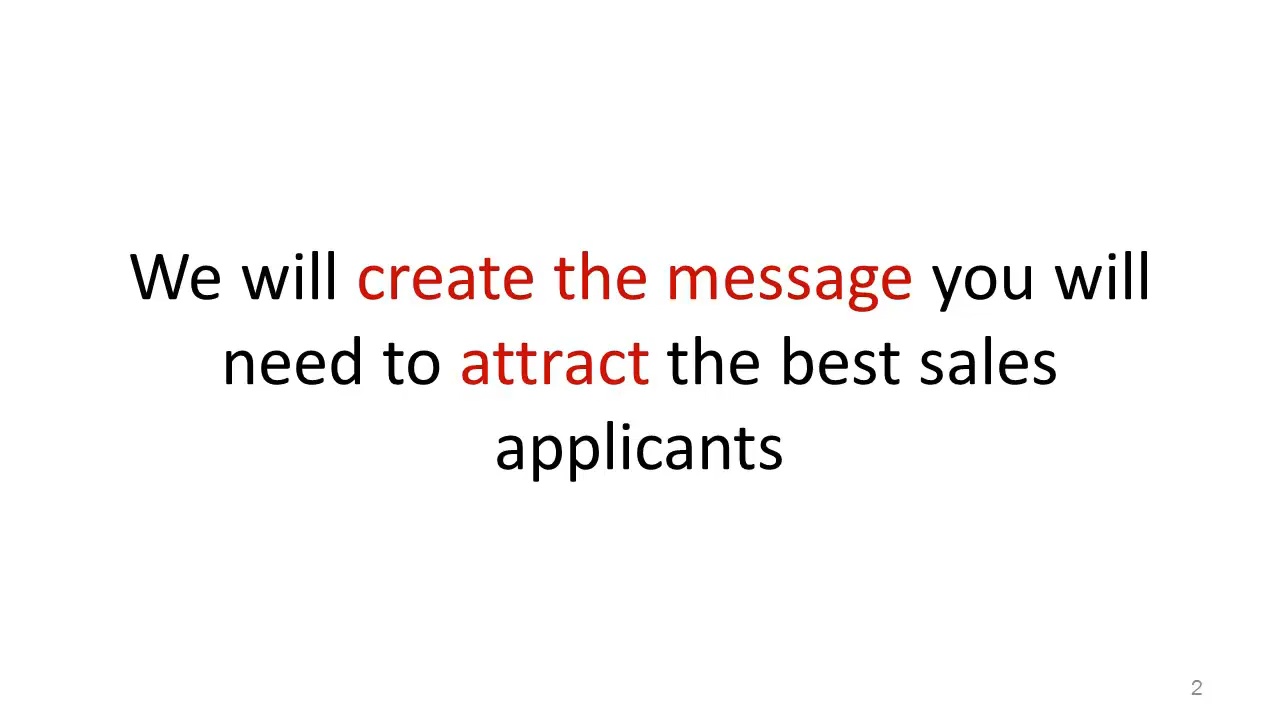 We will create the message you will
need to attract the best sales
applicants
2